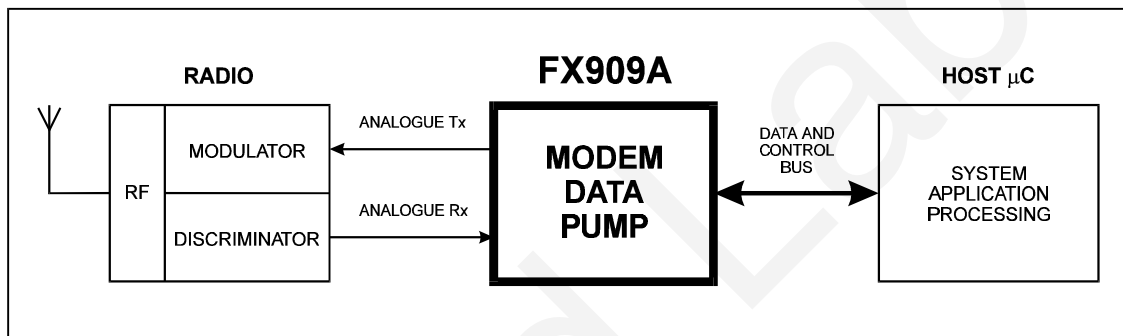 RADIO
RF
MODULATOR
DISCRIMINATOR
ANALOGUE Tx
ANALOGUE Rx
FX909A
MODEM
DATA
PUMP
DATA AND
CONTROL
BUS
HOST µC
SYSTEM
APPLICATION
PROCESSING